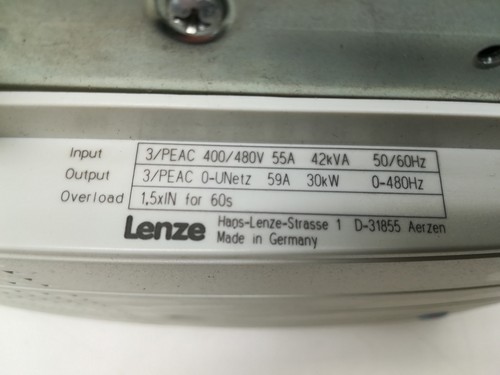 Input 3/PEAC 400/480V 55A 42kVA 50/60Hz
Output 3/PEAC 0-UNetz 59A 30kW 0-480Hz
Overload 1,5xIN for 60s
Lenze Hans-Lenze-Strasse 1 D-31855 Aerzen
Made in Germany